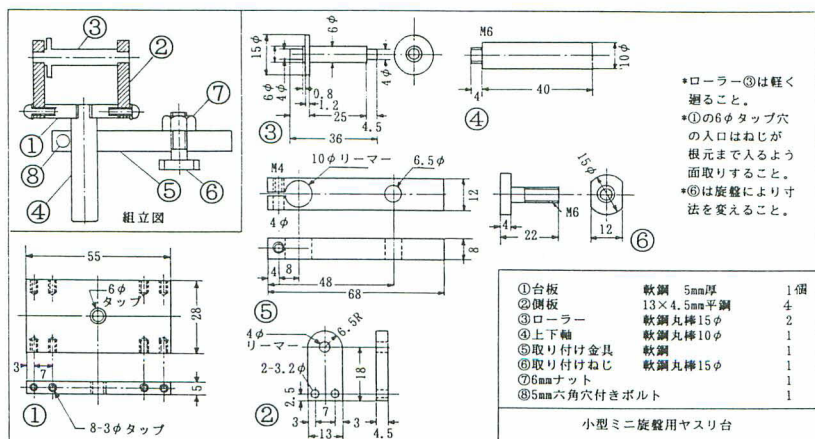 ③
②
⑦
①
⑧
⑤
⑥
④
組立図
15φ
6φ
6φ
4φ
4φ
0.8
1.2
25
4.5
36
③
M6
10φ
4
40
④
*ローラー③は軽く
廻ること。
*①の6φタップ穴
の入口はねじが
根元まで入るよう
面取りすること。
*⑥は旋盤により寸
法を変えること。
10φリーマー
6.5φ
M4
4φ
12
8
4
8
48
68
⑤
15φ
M6
4
22
12
⑥
55
6φ
タップ
28
3
7
5
①
8-3φタップ
4φ
リーマー
6.5R
2-3.2φ
18
2.5
3
7
3
13
4.5
②
①台板 軟鋼 5mm厚 1個
②側板 13×4.5mm平鋼 4
③ローラー 軟鋼丸棒15φ 2
④上下軸 軟鋼丸棒10φ 1
⑤取り付け金具 軟鋼 1
⑥取り付けねじ 軟鋼丸棒15φ 1
⑦6mmナット 1
⑧5mm六角穴付きボルト 1
小型ミニ旋盤用ヤスリ台